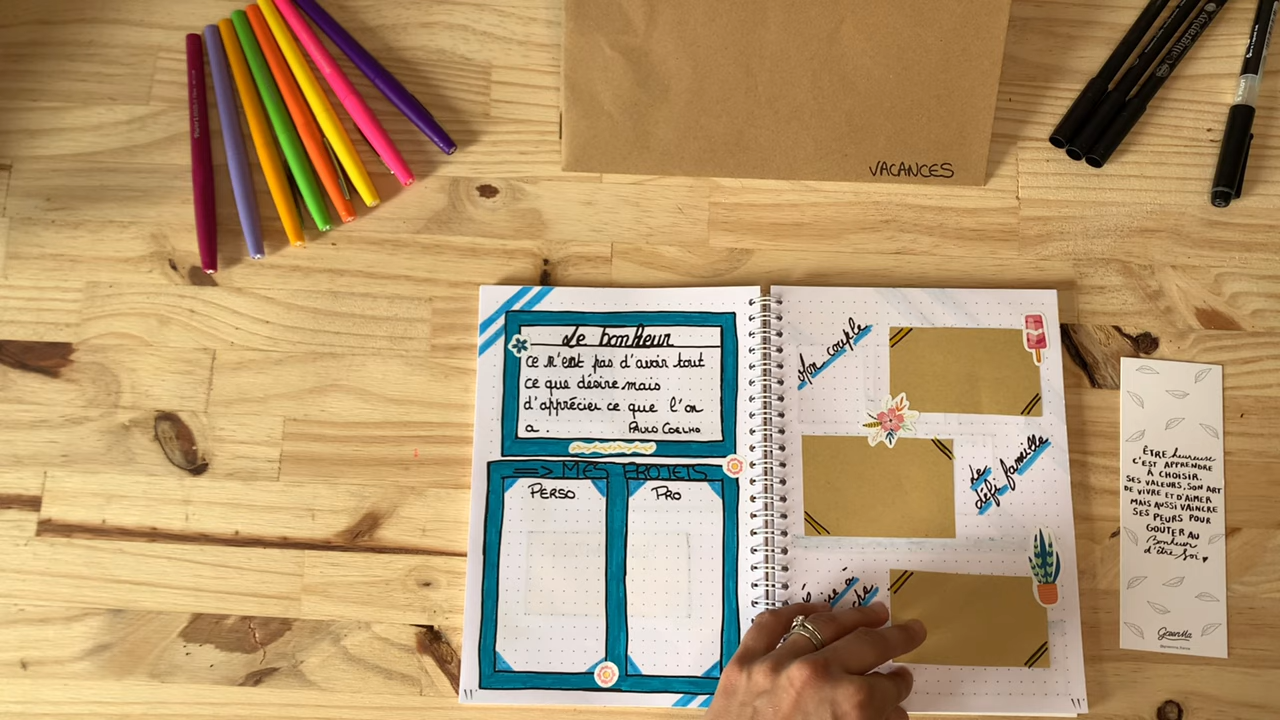 Calligraphy
VACANCES
Le bonheur
ce n'est pas d'avoir tout
ce que désire mais
d'apprécier ce que l'on
a.
PAULO COELHO
=> MES PROJETS
PERSO
PRO
Mon couple
Le
défi famille
à
ÊTRE heureuse
C'EST APPRENDRE
À CHOISIR.
SES VALEURS, SON ART
DE VIVRE ET D'AIMER
MAIS AUSSI VAINCRE
SES PEURS POUR
GOÛTER AU
Bonheur
d'être Soi